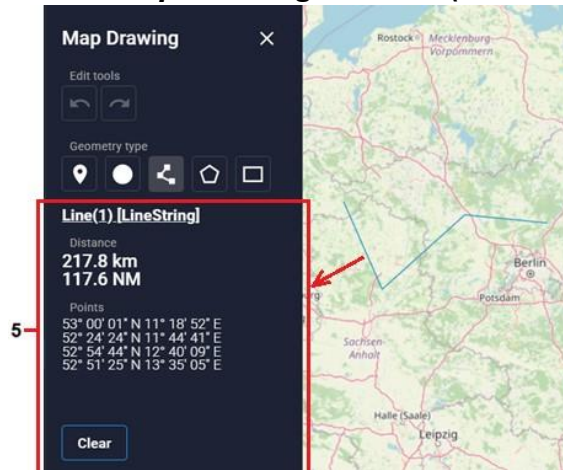 Map Drawing
Edit tools
Geometry type
Line(1) [LineString]
Distance
217.8 km
117.6 NM
Points
53° 00' 01" N 11° 18' 52" E
52° 24' 24" N 11° 44' 41" E
52° 54' 44" N 12° 40' 09" E
52° 51' 25" N 13° 35' 05" E
Clear
5
Rostock
Mecklenburg-
Vorpommern
Berlin
Potsdam
Sachsen-
Anhalt
Halle (Saale)
Leipzig